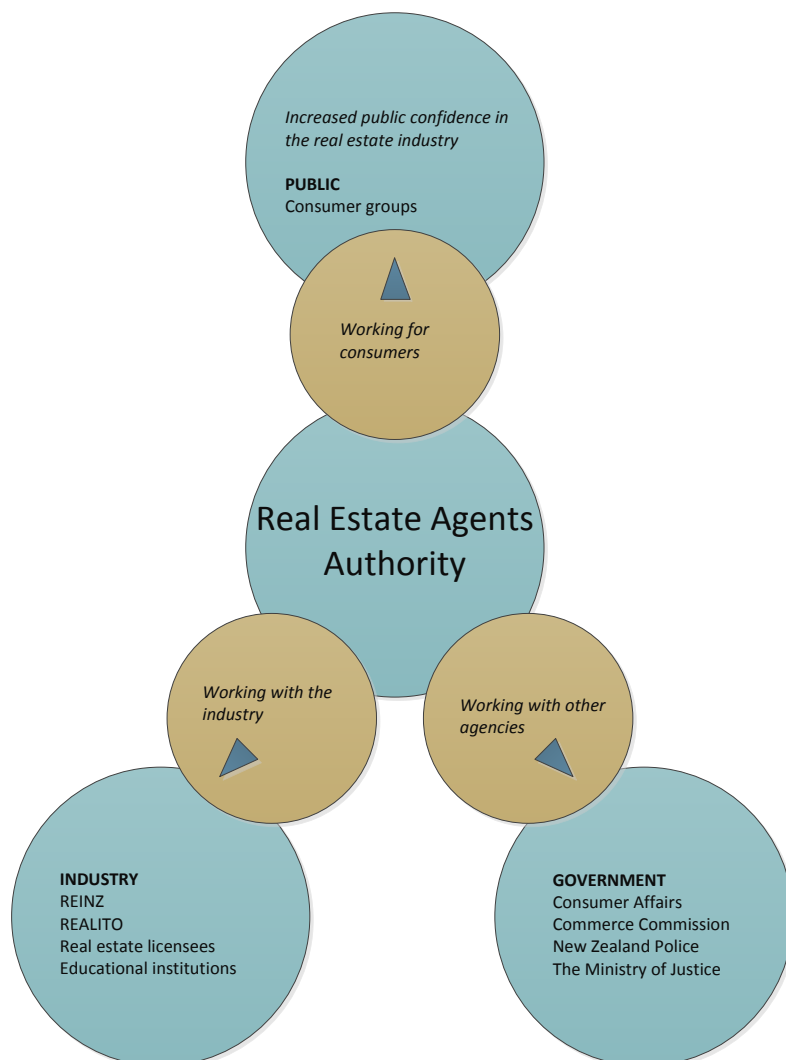 Increased public confidence in
the real estate industry
PUBLIC
Consumer groups
Working for
consumers
Real Estate Agents
Authority
Working with the
industry
Working with other
agencies
INDUSTRY
REINZ
REALITO
Real estate licensees
Educational institutions
GOVERNMENT
Consumer Affairs
Commerce Commission
New Zealand Police
The Ministry of Justice